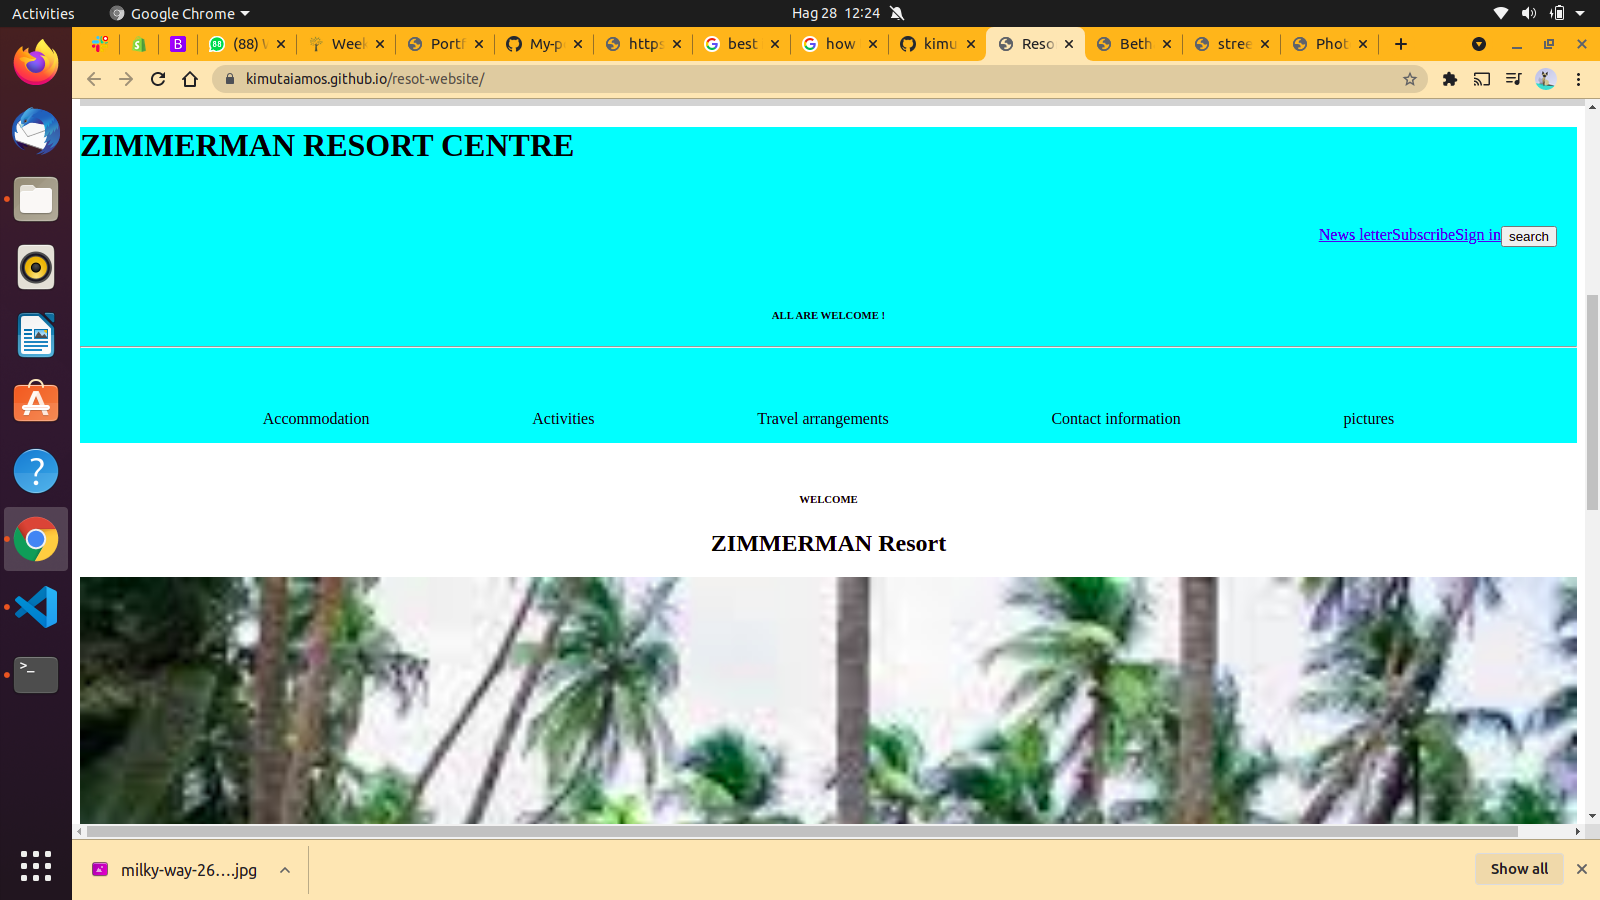 Activities
Google Chrome
Hag 28 12:24
(88) W
Week
Portf
My-p
https
best
how
kimu
Reso
Beth
stree
Phot
kimutaiamos.github.io/resot-website/
ZIMMERMAN RESORT CENTRE
News letterSubscribeSign in search
ALL ARE WELCOME !
Accommodation
Activities
Travel arrangements
Contact information
pictures
WELCOME
ZIMMERMAN Resort
milky-way-26....jpg
Show all